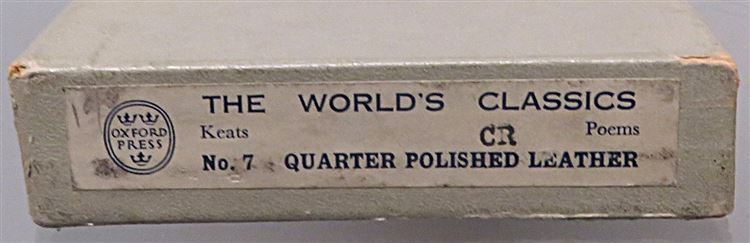 THE WORLD'S CLASSICS
Keats CR Poems
No. 7 QUARTER POLISHED LEATHER
OXFORD
PRESS